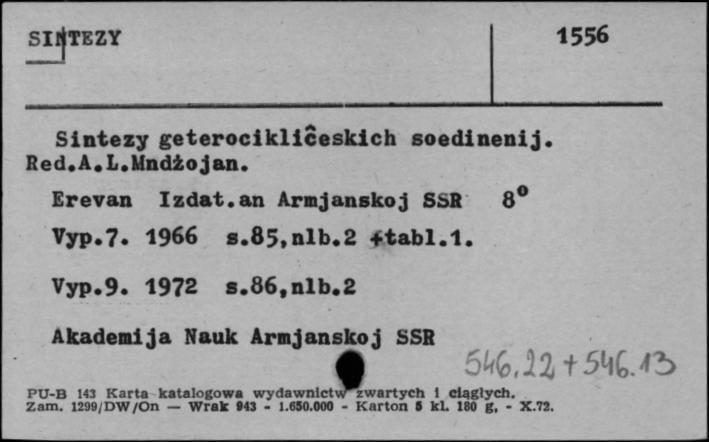 SINTEZY
1556
Sintezy geterocikličeskich soedinenij.
Red.A.L.Mndżojan.
Erevan Izdat.an Armjanskoj SSR 8°
Vyp.7. 1966 s.85,nlb.2 +tabl.1.
Vyp.9. 1972 s.86,nlb.2
Akademija Nauk Armjanskoj SSR
546.22 + 546.13
PU-B 143 Karta katalogowa wydawnictw zwartych i ciągłych.
Zam. 1299/DW/On — Wrak 943 - 1.650.000 - Karton 5 kl. 180 g, - X.72.